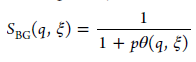 S_BG(q, ξ) = 1 / (1 + pθ(q, ξ))